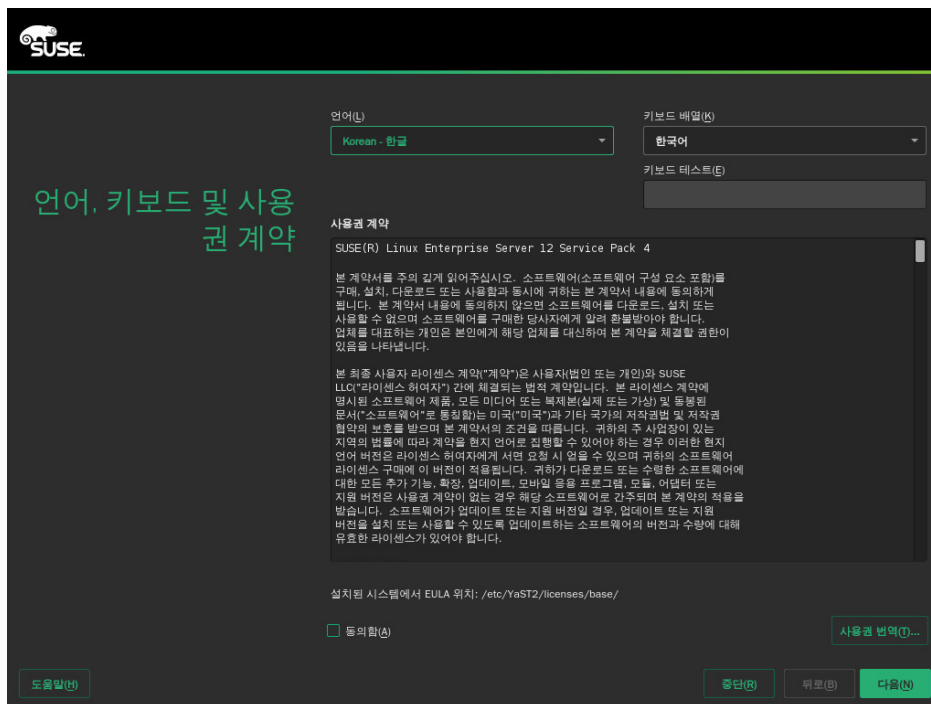 SUSE.
언어(L)
키보드 배열(K)
Korean - 한글
한국어
키보드 테스트(E)
언어, 키보드 및 사용
권 계약
사용권 계약
SUSE(R) Linux Enterprise Server 12 Service Pack 4
본 계약서를 주의 깊게 읽어주십시오. 소프트웨어(소프트웨어 구성 요소 포함)를
구매, 설치, 다운로드 또는 사용함과 동시에 귀하는 본 계약서 내용에 동의하게
됩니다. 본 계약서 내용에 동의하지 않으면 소프트웨어를 다운로드, 설치 또는
사용할 수 없으며 소프트웨어를 구매한 당사자에게 알려 환불받아야 합니다.
업체를 대표하는 개인은 본인에게 해당 업체를 대신하여 본 계약을 체결할 권한이
있음을 나타냅니다.
본 최종 사용자 라이센스 계약("계약")은 사용자(법인 또는 개인)와 SUSE
LLC("라이센스 허여자") 간에 체결되는 법적 계약입니다. 본 라이센스 계약에
명시된 소프트웨어 제품, 모든 미디어 또는 복제본(실제 또는 가상) 및 동봉된
문서("소프트웨어"로 통칭함)는 미국("미국")과 기타 국가의 저작권법 및 저작권
협약의 보호를 받으며 본 계약서의 조건을 따릅니다. 귀하의 주 사업장이 있는
지역의 법률에 따라 계약을 현지 언어로 집행할 수 있어야 하는 경우 이러한 현지
언어 버전은 라이센스 허여자에게 서면 요청 시 얻을 수 있으며 귀하의 소프트웨어
라이센스 구매에 이 버전이 적용됩니다. 귀하가 다운로드 또는 수령한 소프트웨어에
대한 모든 추가 기능, 확장, 업데이트, 모바일 응용 프로그램, 모듈, 어댑터 또는
지원 버전은 사용권 계약이 없는 경우 해당 소프트웨어로 간주되며 본 계약의 적용을
받습니다. 소프트웨어가 업데이트 또는 지원 버전일 경우, 업데이트 또는 지원
버전을 설치 또는 사용할 수 있도록 업데이트하는 소프트웨어의 버전과 수량에 대해
유효한 라이센스가 있어야 합니다.
설치된 시스템에서 EULA 위치: /etc/YaST2/licenses/base/
동의함(A)
사용권 번역(T)...
도움말(H)
중단(R)
뒤로(B)
다음(N)